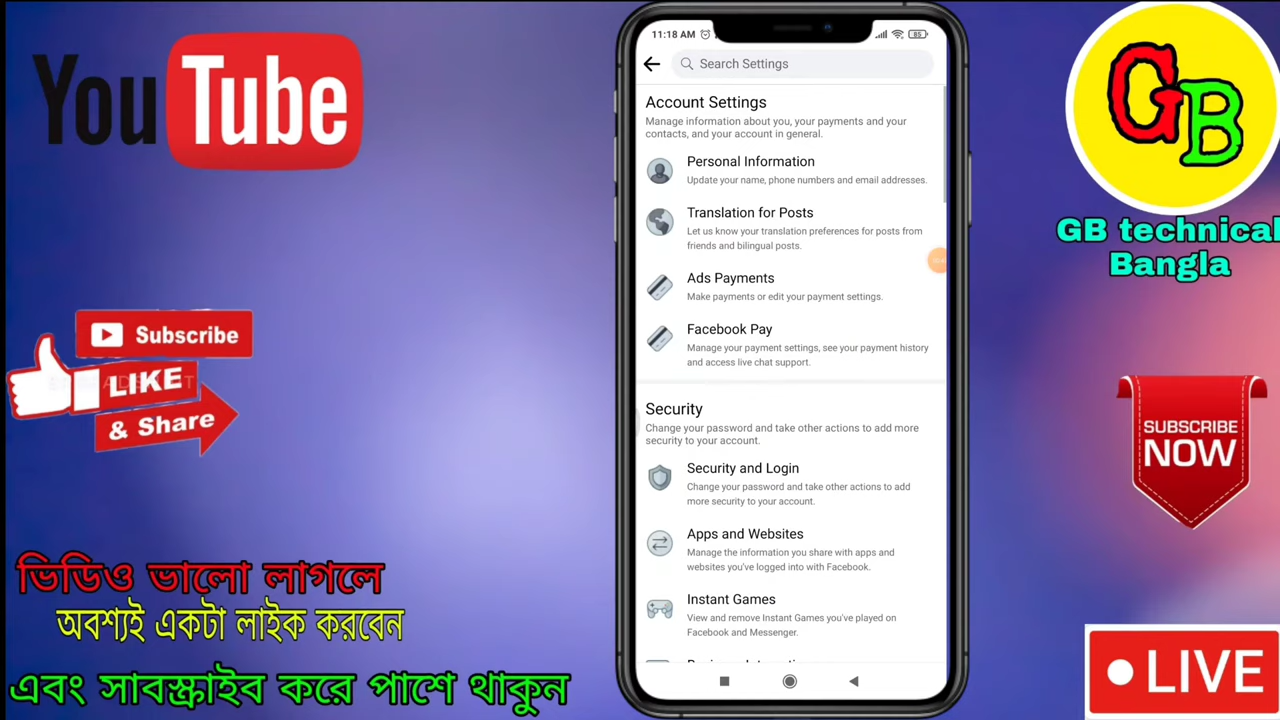 YouTube
Subscribe
LIKE
& Share
ভিডিও ভালো লাগলে
অবশ্যই একটা লাইক করবেন
এবং সাবস্ক্রাইব করে পাশে থাকুন
11:18 AM
85
Search Settings
Account Settings
Manage information about you, your payments and your
contacts, and your account in general.
Personal Information
Update your name, phone numbers and email addresses.
Translation for Posts
Let us know your translation preferences for posts from
friends and bilingual posts.
Ads Payments
Make payments or edit your payment settings.
Facebook Pay
Manage your payment settings, see your payment history
and access live chat support.
Security
Change your password and take other actions to add more
security to your account.
Security and Login
Change your password and take other actions to add
more security to your account.
Apps and Websites
Manage the information you share with apps and
websites you've logged into with Facebook.
Instant Games
View and remove Instant Games you've played on
Facebook and Messenger.
GB
GB technical
Bangla
SUBSCRIBE
NOW
LIVE